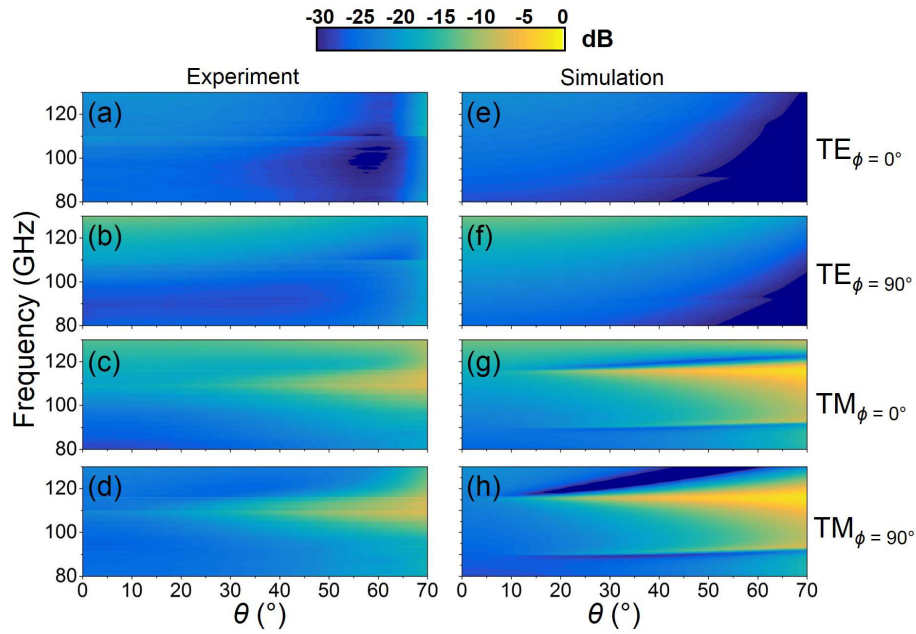 -30 -25 -20 -15 -10 -5 0
dB
Experiment Simulation
Frequency (GHz)
(a)
120
100
80
(e)
TEϕ = 0°
(b)
120
100
80
(f)
TEϕ = 90°
(c)
120
100
80
(g)
TMϕ = 0°
(d)
120
100
80
(h)
TMϕ = 90°
0 10 20 30 40 50 60 70
0 10 20 30 40 50 60 70
θ (°)
θ (°)